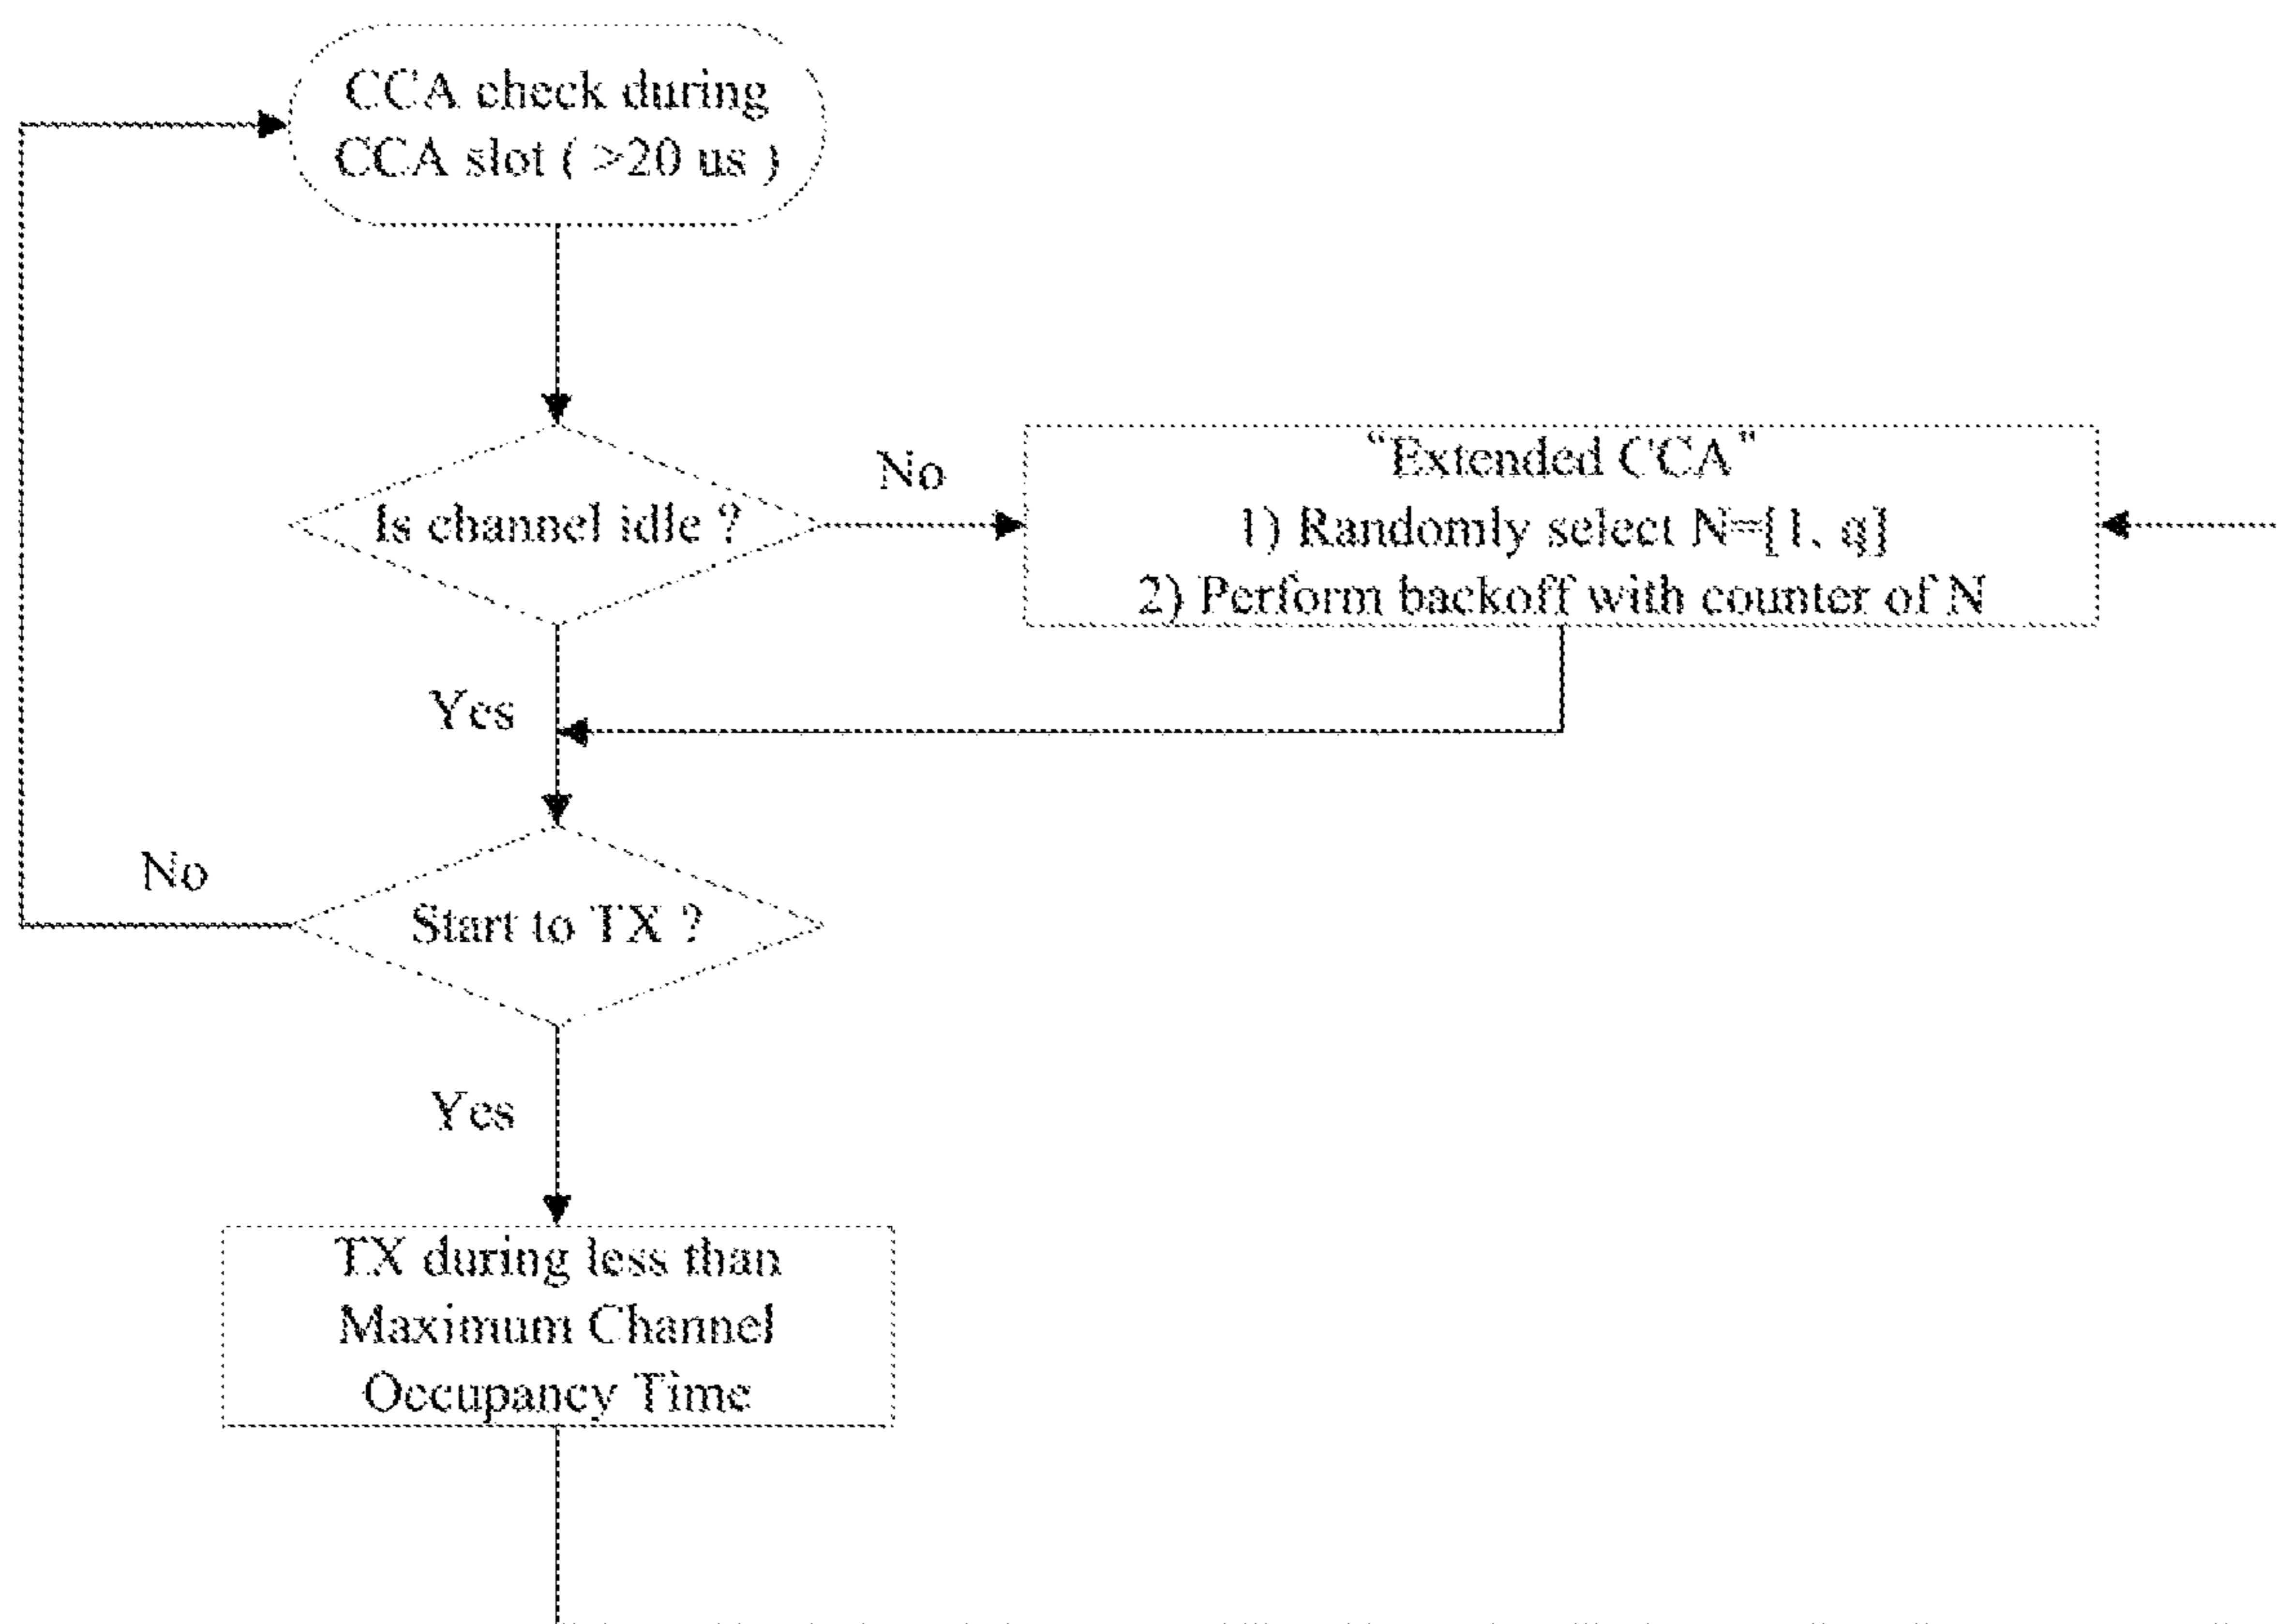 CCA check during
CCA slot ( >20 us )
Is channel idle ?
No
“Extended CCA”
1) Randomly select N=[1, q]
2) Perform backoff with counter of N
Yes
No
Start to TX ?
Yes
TX during less than
Maximum Channel
Occupancy Time